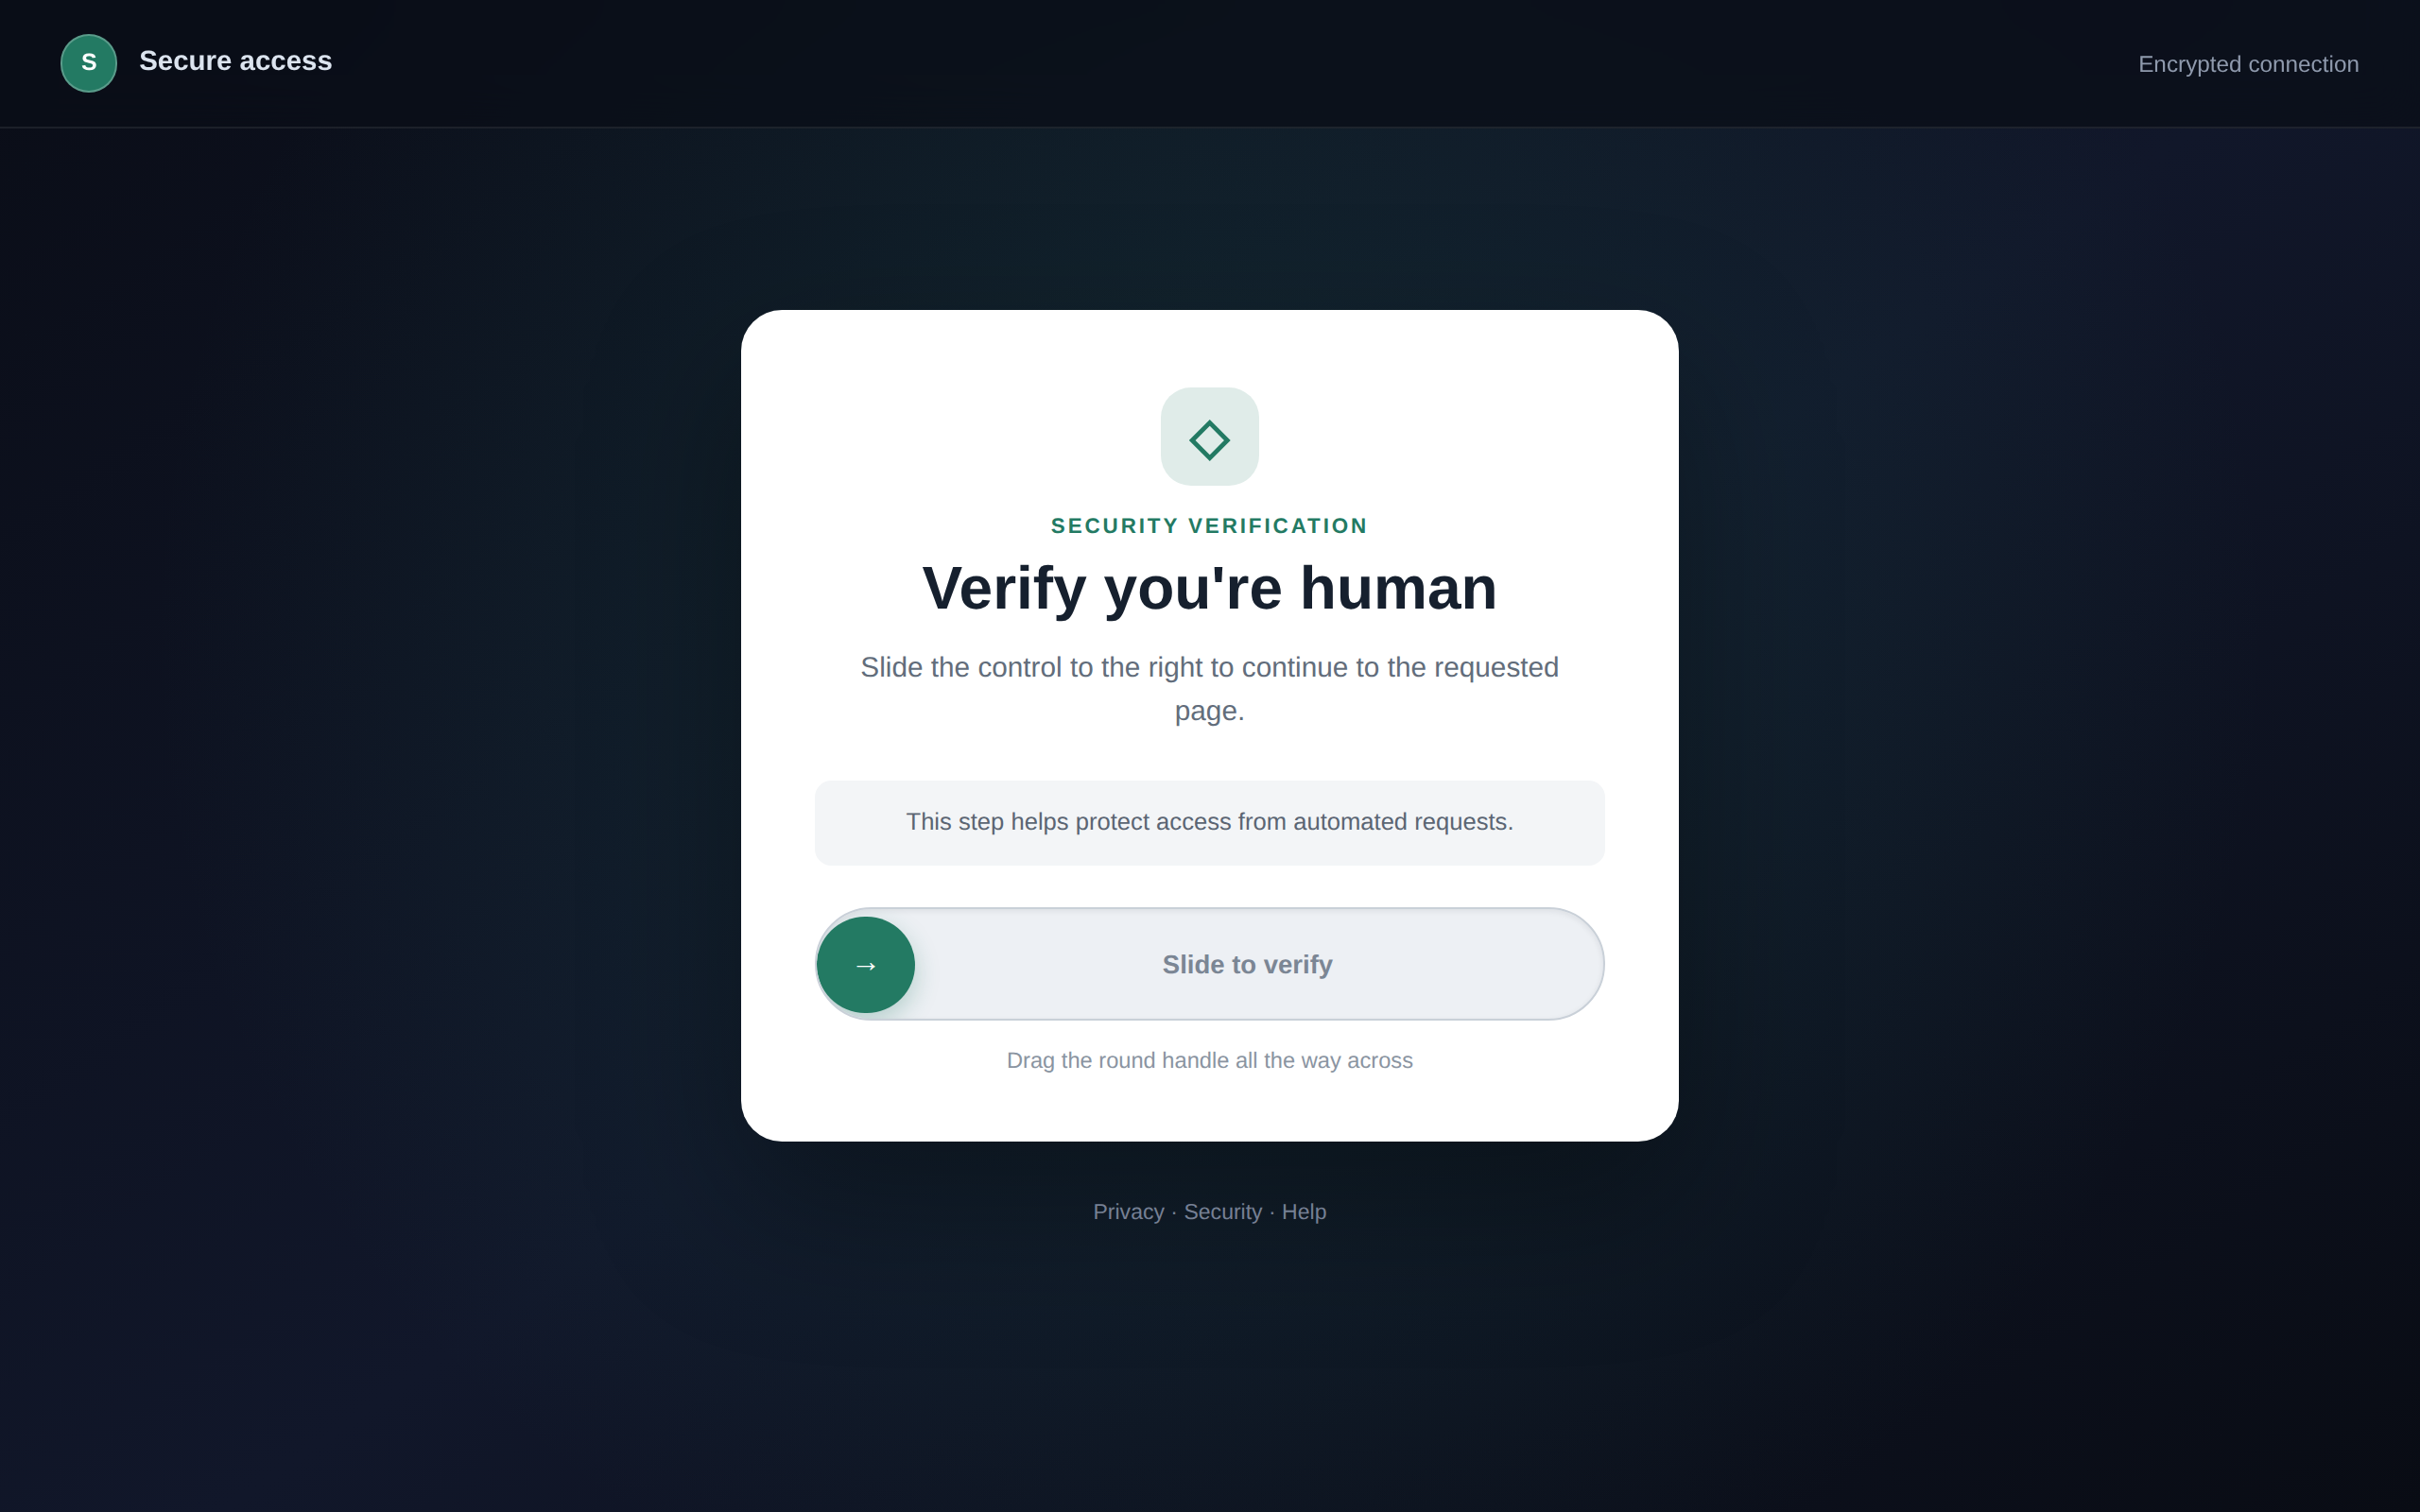 S
Secure access
Encrypted connection
SECURITY VERIFICATION
Verify you're human
Slide the control to the right to continue to the requested
page.
This step helps protect access from automated requests.
→
Slide to verify
Drag the round handle all the way across
Privacy · Security · Help